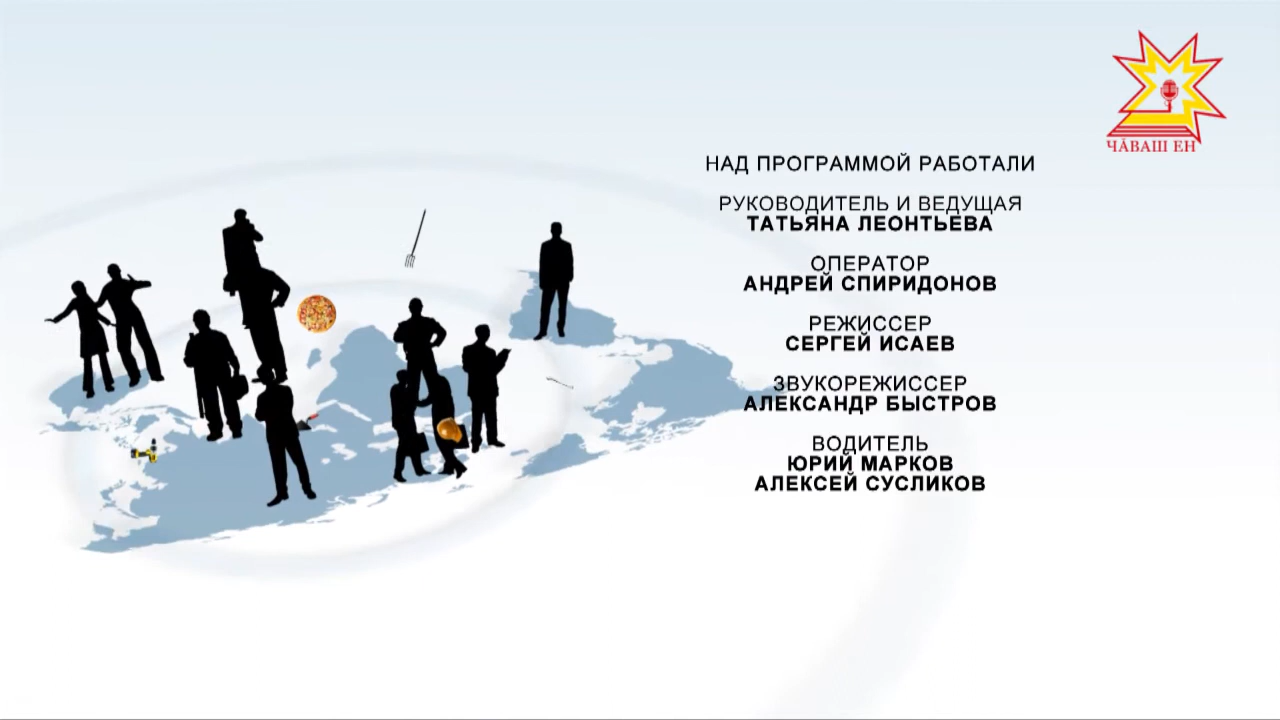 ЧӐВАШ ЕН
НАД ПРОГРАММОЙ РАБОТАЛИ
РУКОВОДИТЕЛЬ И ВЕДУЩАЯ
ТАТЬЯНА ЛЕОНТЬЕВА
ОПЕРАТОР
АНДРЕЙ СПИРИДОНОВ
РЕЖИССЕР
СЕРГЕЙ ИСАЕВ
ЗВУКОРЕЖИССЕР
АЛЕКСАНДР БЫСТРОВ
ВОДИТЕЛЬ
ЮРИЙ МАРКОВ
АЛЕКСЕЙ СУСЛИКОВ